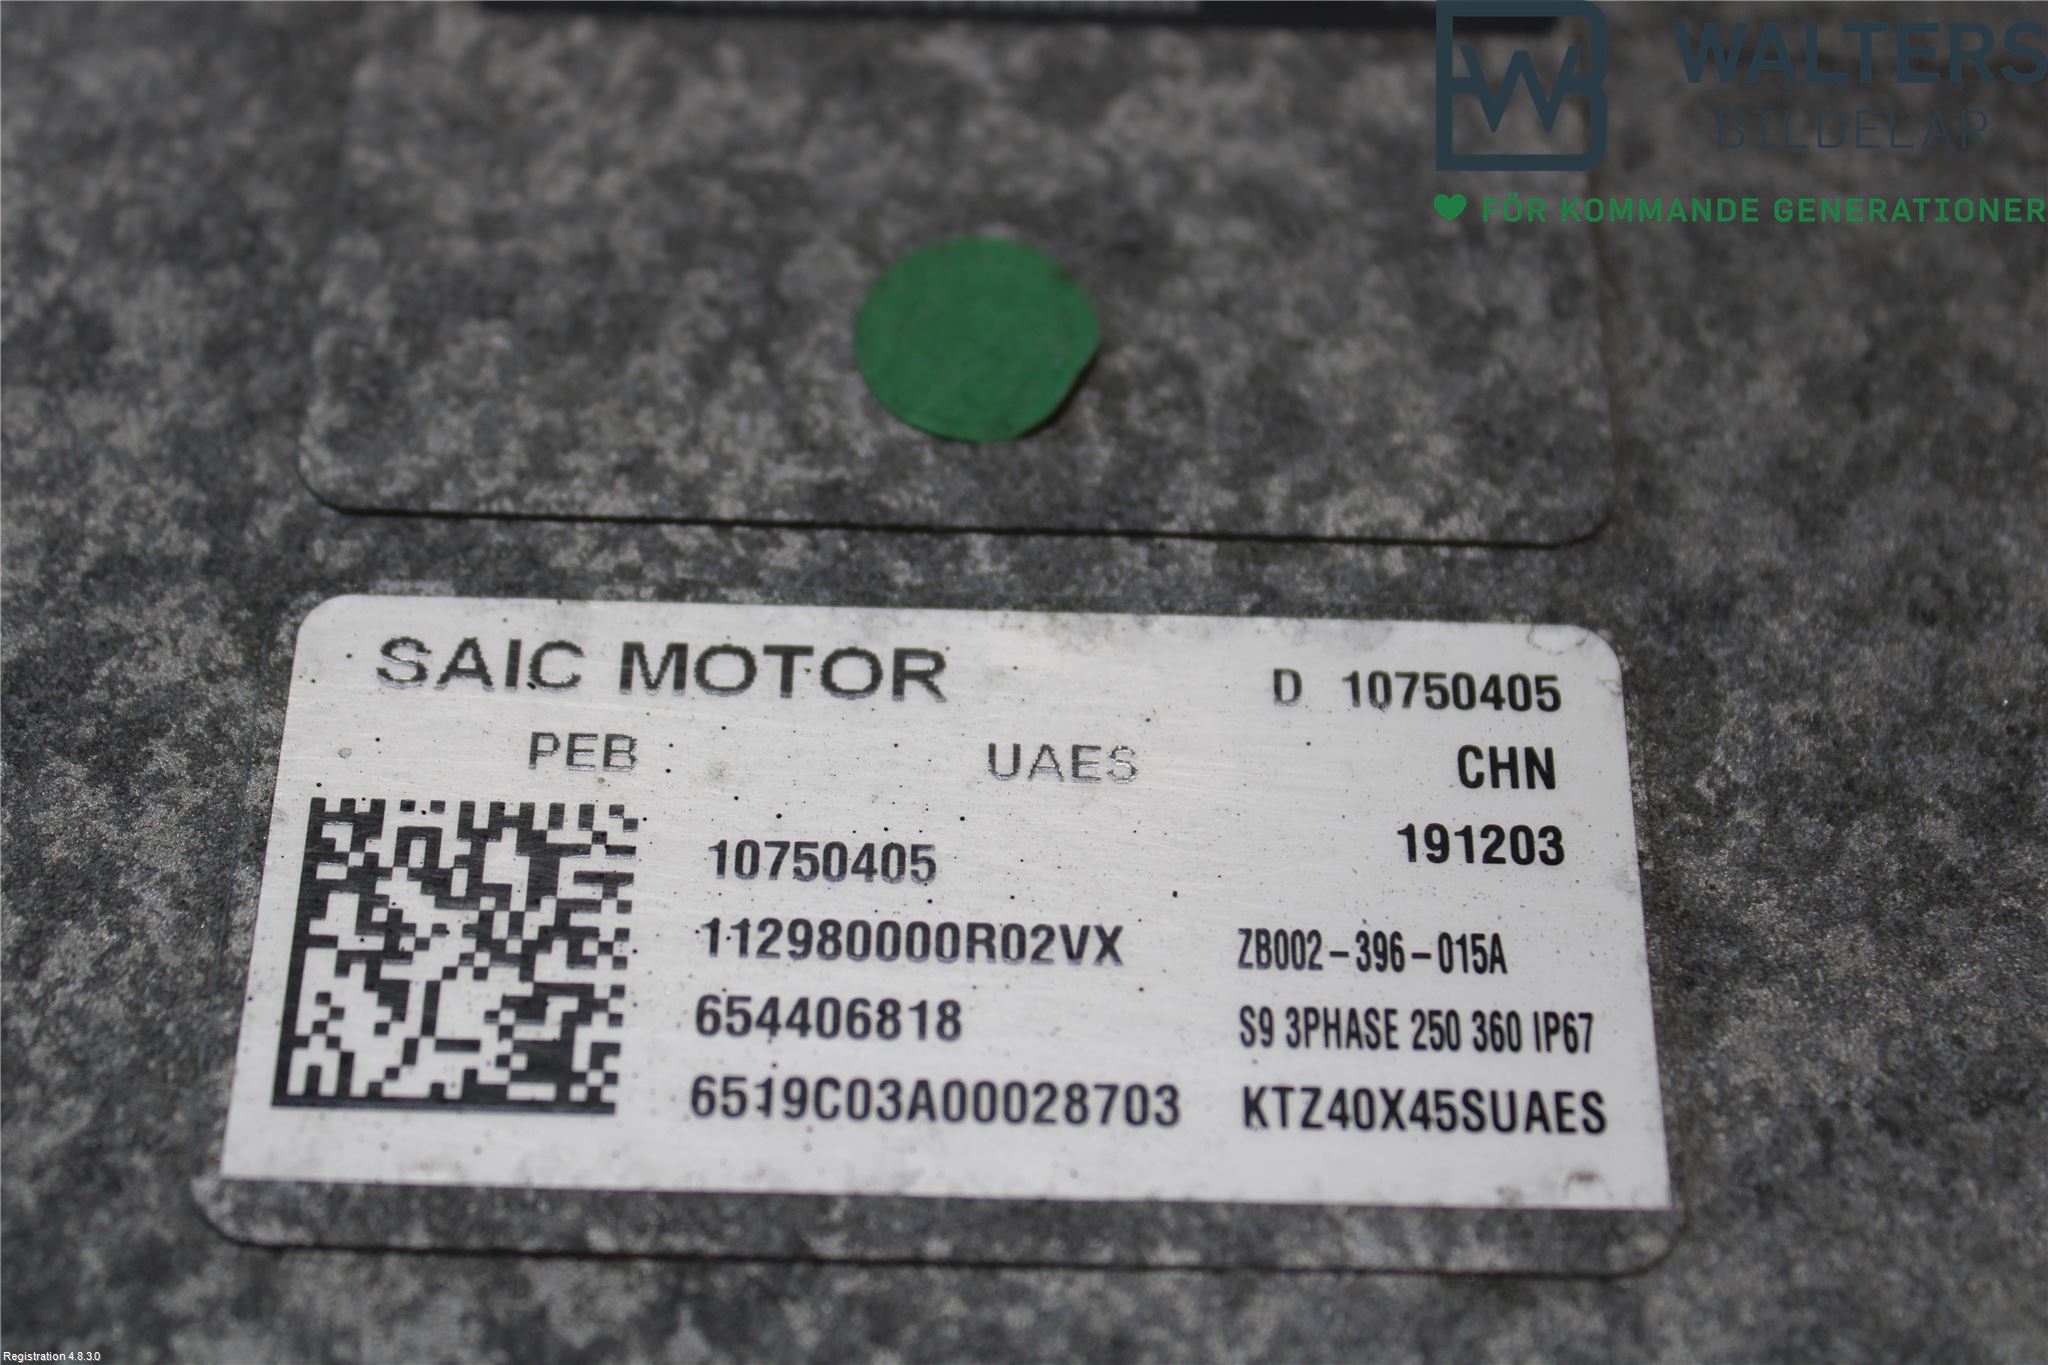 WALTERS
BILDELAR
FÖR KOMMANDE GENERATIONER
SAIC MOTOR
D 10750405
PEB
UAES
CHN
10750405
191203
112980000R02VX
ZB002-396-015A
654406818
S9 3PHASE 250 360 IP67
6519C03A00028703
KTZ40X45SUAES
Registration 4.8.3.0